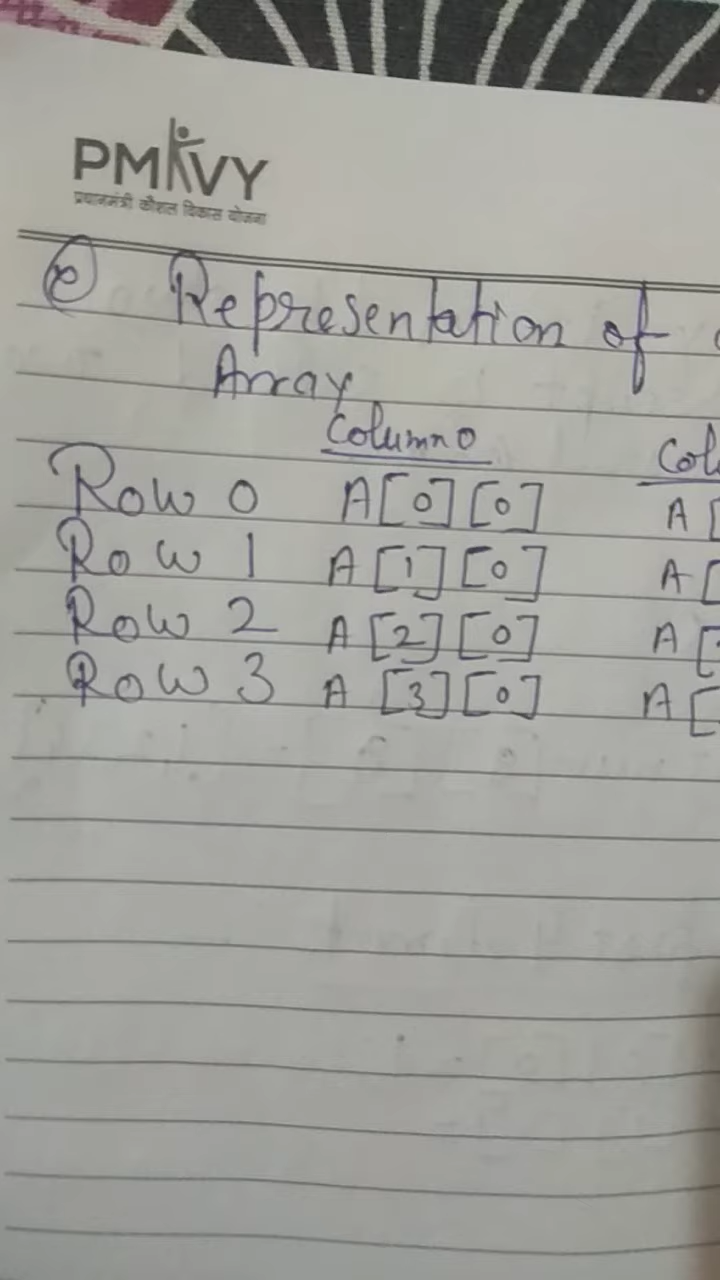 PMKVY
प्रधानमंत्री कौशल विकास योजना
e Representation of
Array
Column 0
Row 0 A[0][0] A[
Row 1 A[1][0] A[
Row 2 A[2][0] A[
Row 3 A[3][0] A[